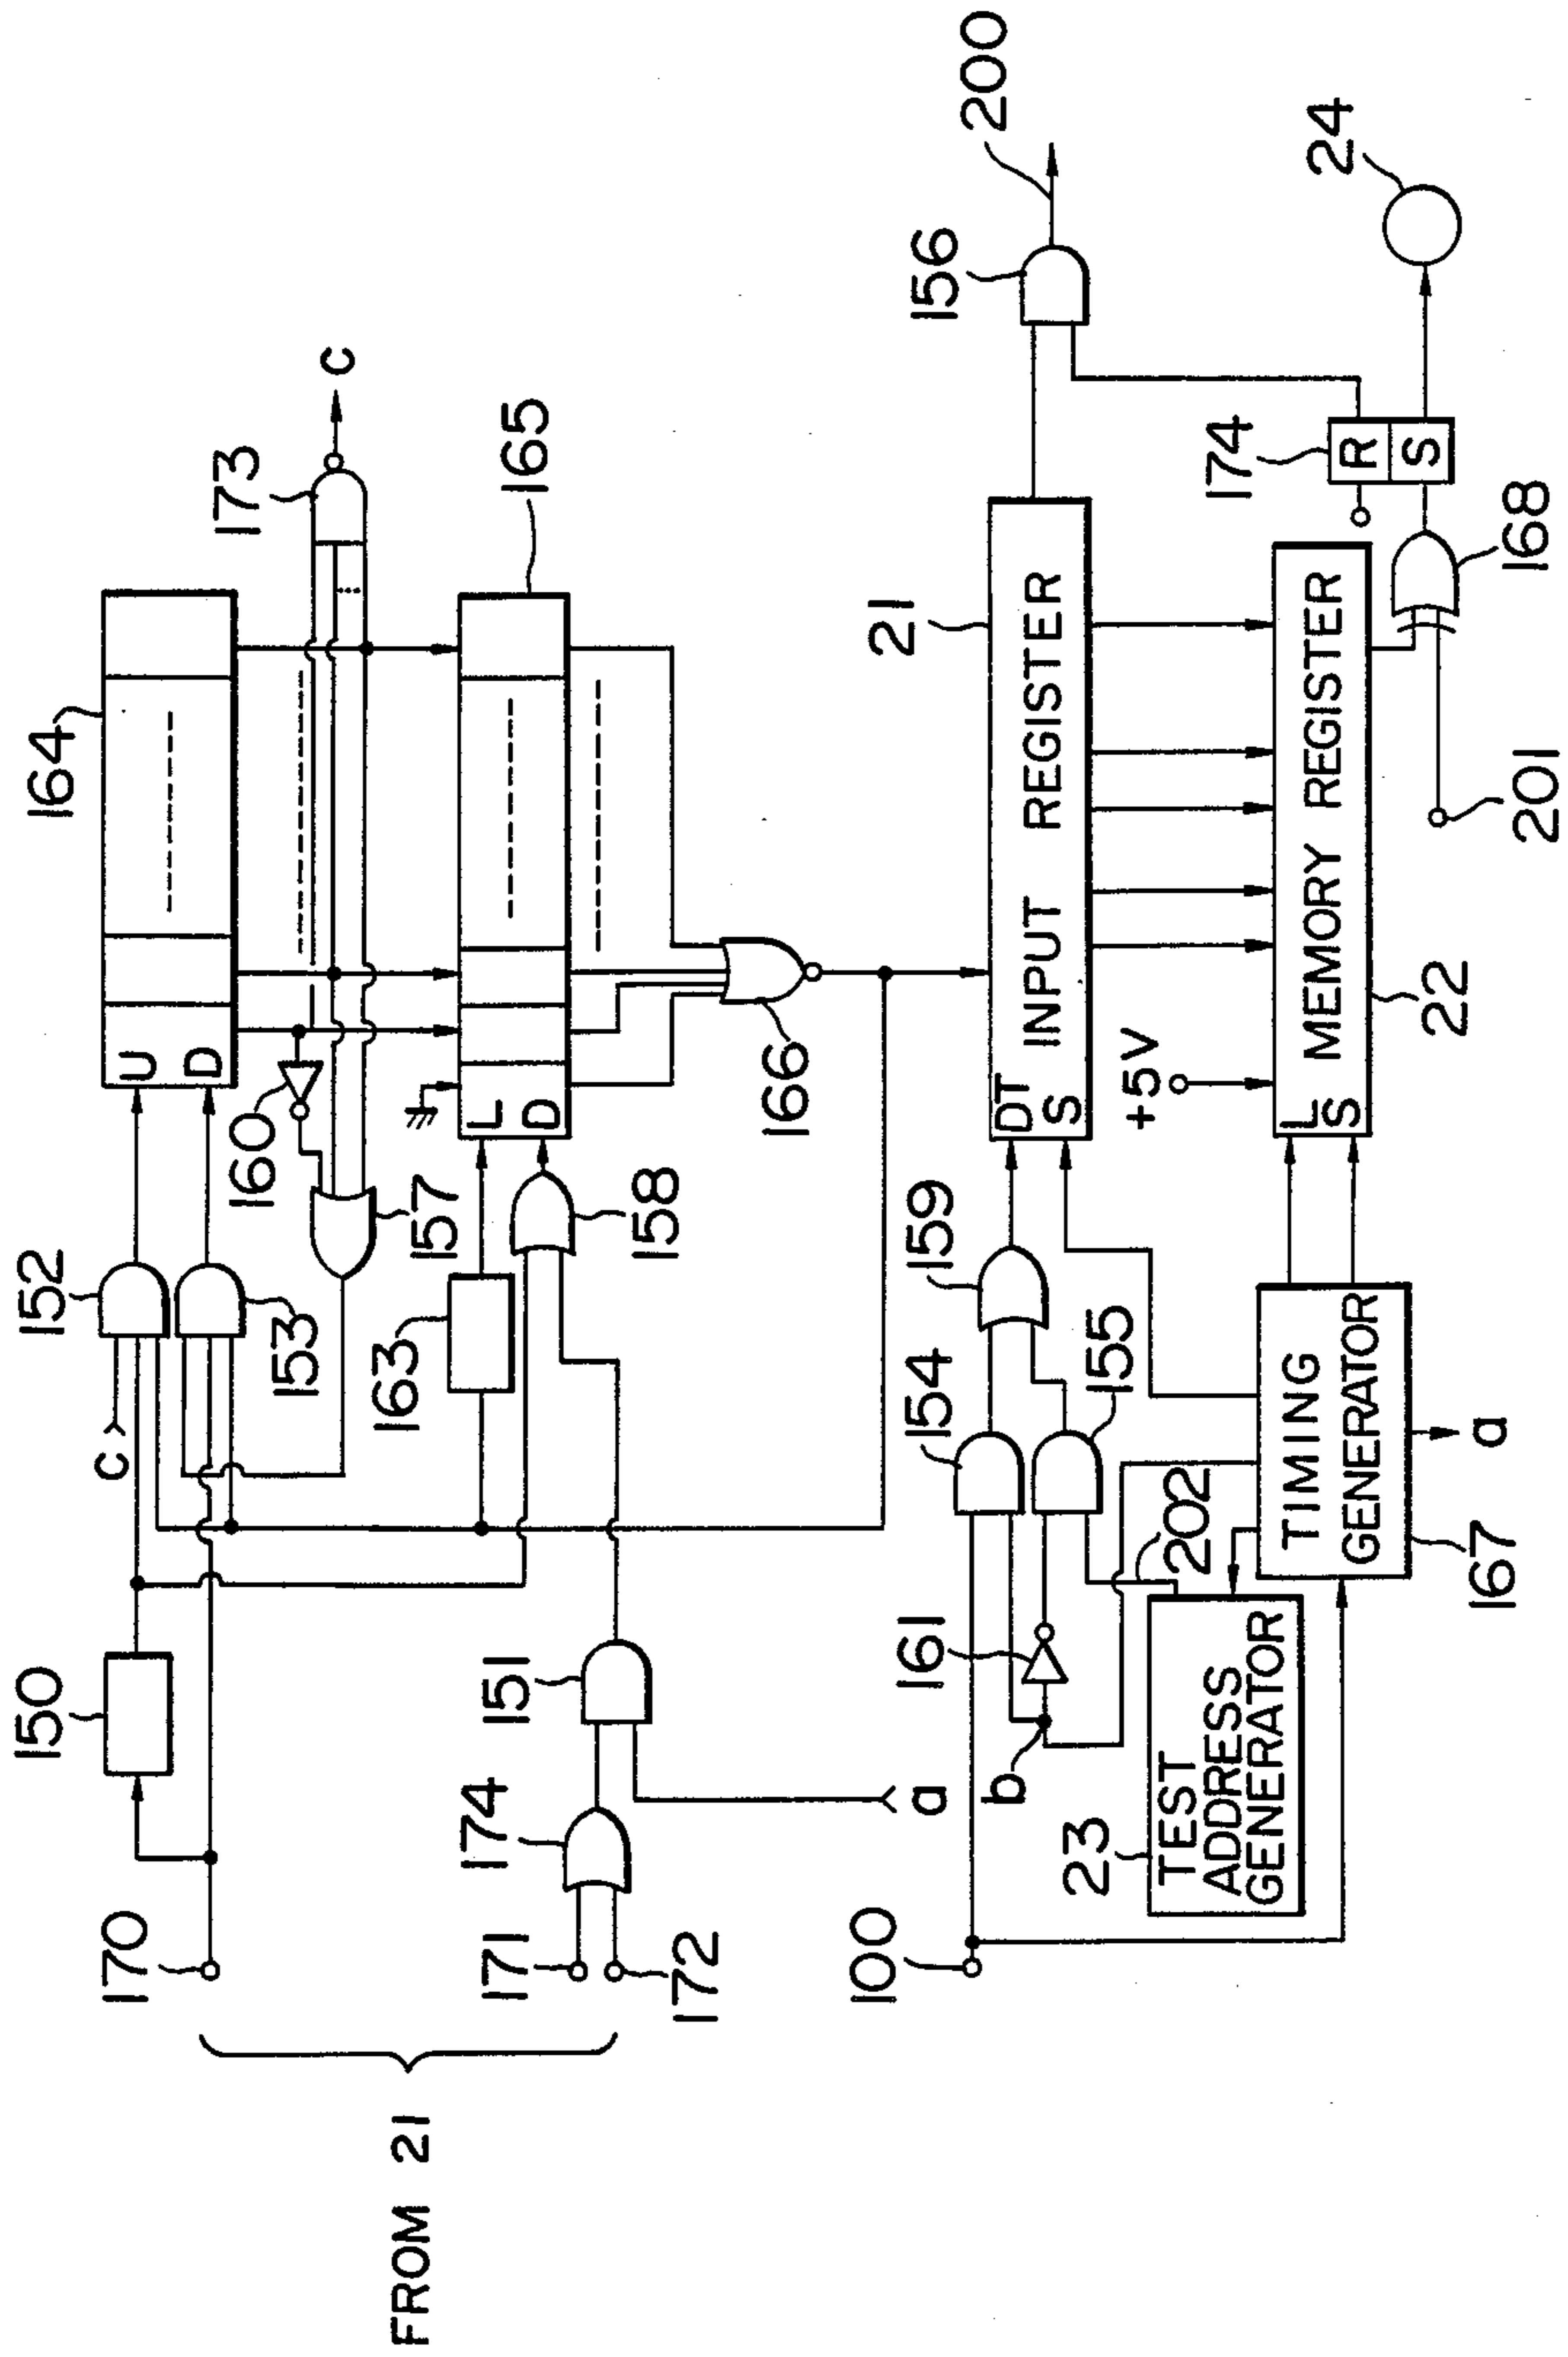 FROM 21
170
171
172
174
150
151
a
C
152
153
163
160
157
158
U
D
164
L
D
165
173
C
166
100
b
161
154
155
159
202
23
TEST
ADDRESS
GENERATOR
TIMING
GENERATOR
167
a
DT
S
INPUT REGISTER
21
+5V
L
S
MEMORY REGISTER
22
201
168
174
R
S
156
200
24